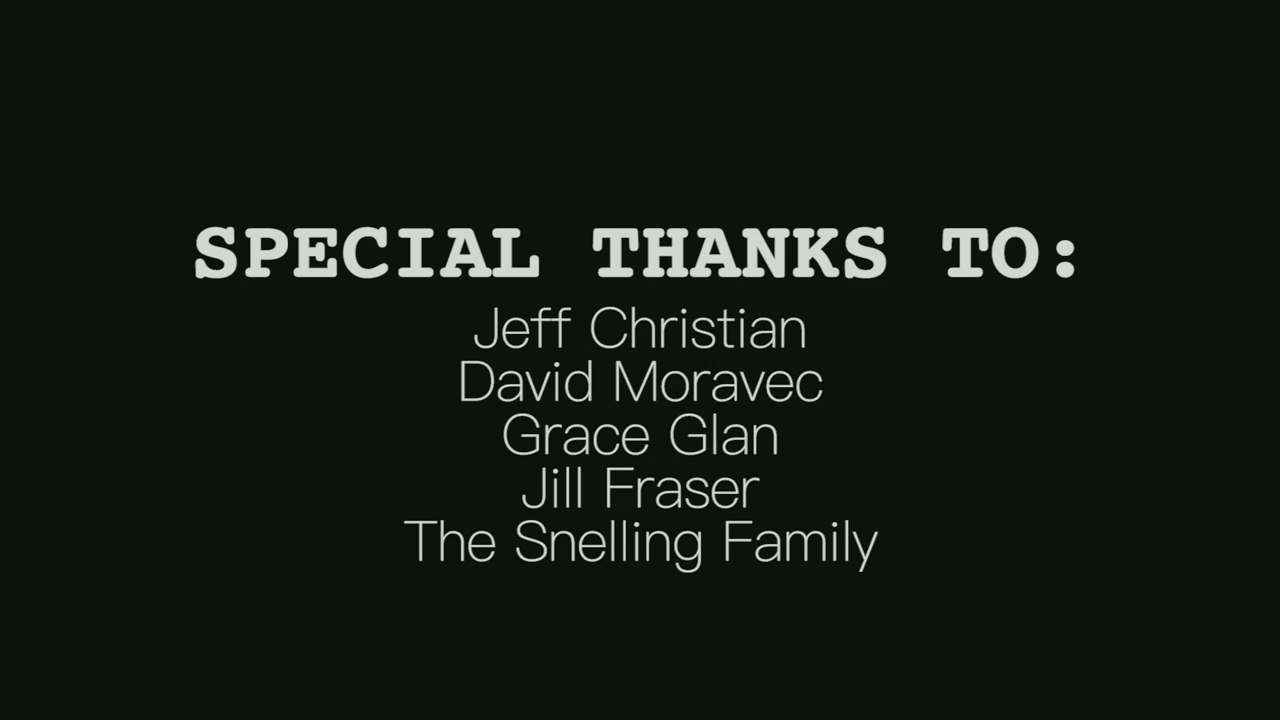 SPECIAL THANKS TO:
Jeff Christian
David Moravec
Grace Glan
Jill Fraser
The Snelling Family